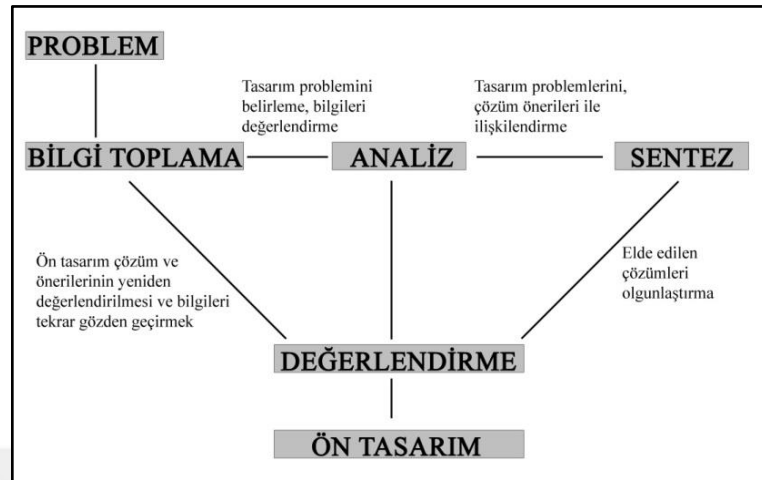 PROBLEM
Tasarım problemini
belirleme, bilgileri
değerlendirme
Tasarım problemlerini,
çözüm önerileri ile
ilişkilendirme
BİLGİ TOPLAMA
ANALİZ
SENTEZ
Ön tasarım çözüm ve
önerilerinin yeniden
değerlendirilmesi ve bilgileri
tekrar gözden geçirmek
Elde edilen
çözümleri
olgunlaştırma
DEĞERLENDİRME
ÖN TASARIM